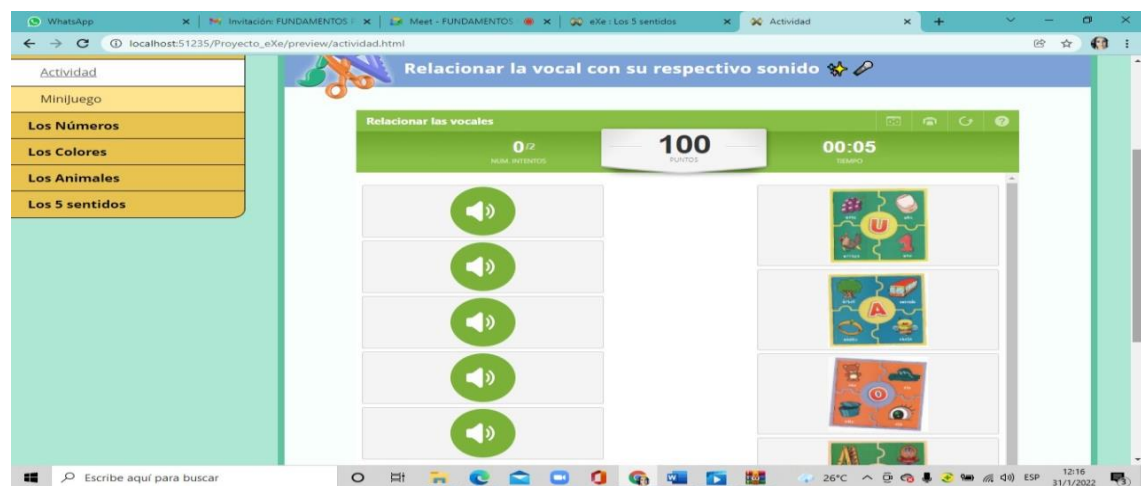 WhatsApp
Invitación: FUNDAMENTOS
Meet - FUNDAMENTOS
eXe : Los 5 sentidos
Actividad
localhost:51235/Proyecto_eXe/preview/actividad.html
Actividad
MiniJuego
Los Números
Los Colores
Los Animales
Los 5 sentidos
Relacionar la vocal con su respectivo sonido
Relacionar las vocales
0/2
NUM. INTENTOS
100
PUNTOS
00:05
TIEMPO
U
1
A
O
Escribe aquí para buscar
26°C
ESP
12:16
31/1/2022